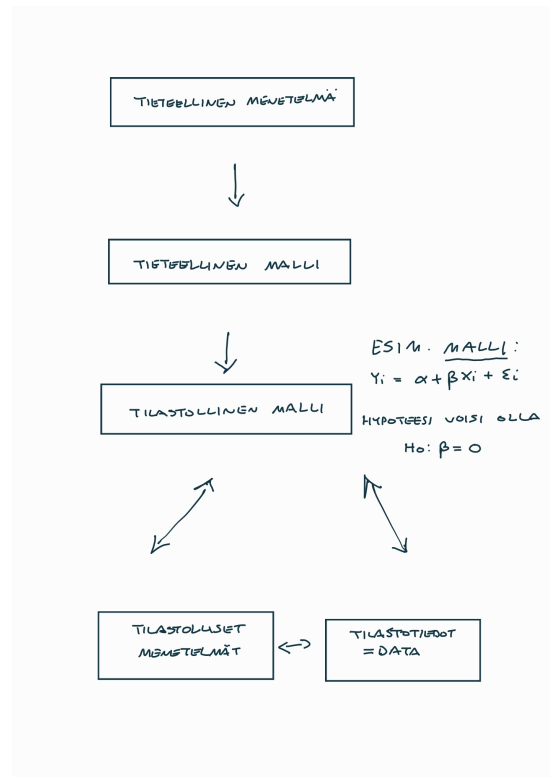 TIETEELLINEN MENETELMÄ
TIETEELLINEN MALLI
ESIM. MALLI:
Yi = α + βXi + εi
TILASTOLLINEN MALLI
HYPOTEESI VOISI OLLA
H0: β = 0
TILASTOLLISET
MENETELMÄT
TILASTOTIEDOT
= DATA